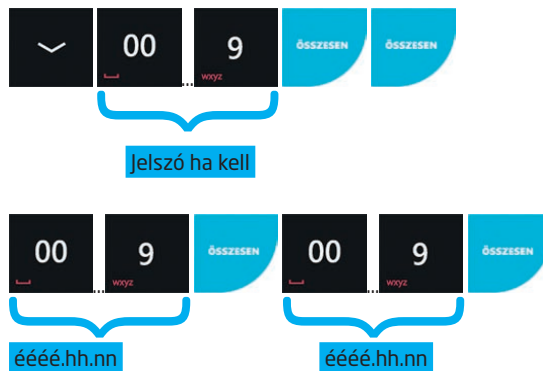 00 ... 9 ÖSSZESEN ÖSSZESEN
wxyz
Jelszó ha kell
00 ... 9 ÖSSZESEN 00 ... 9 ÖSSZESEN
wxyz wxyz
éééé.hh.nn éééé.hh.nn